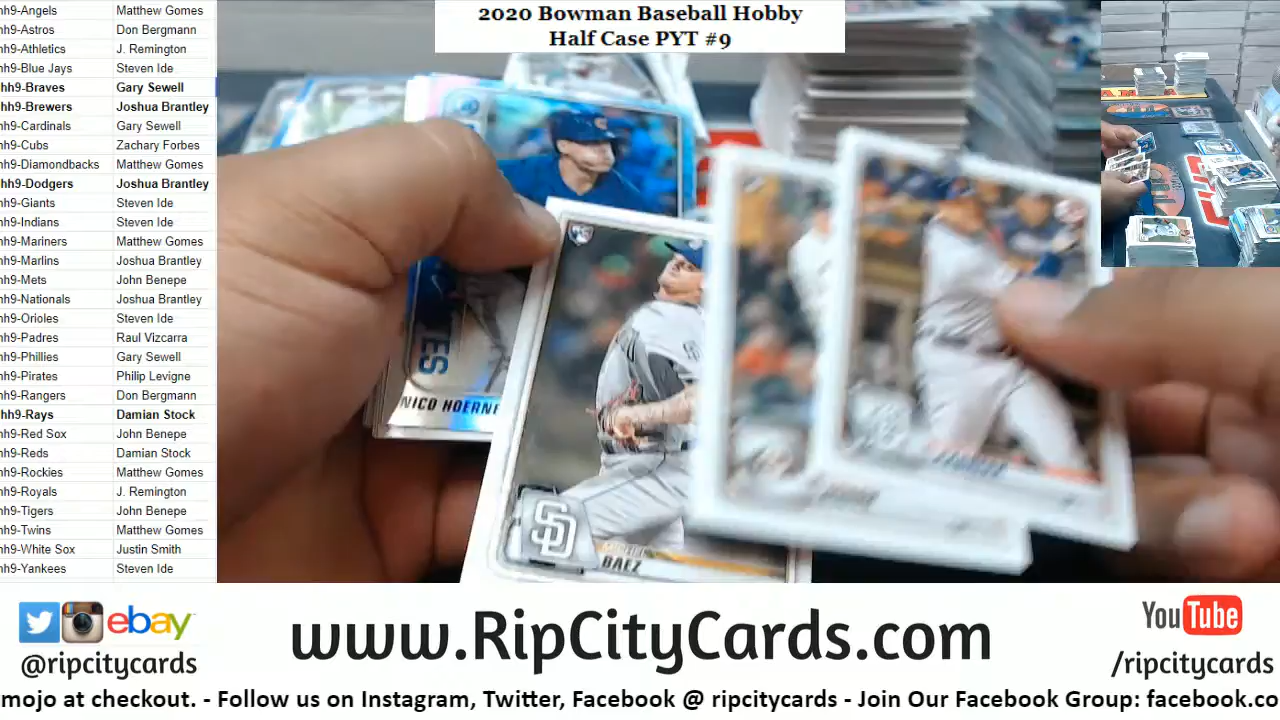 2020 Bowman Baseball Hobby
Half Case PYT #9
hh9-Angels Matthew Gomes
hh9-Astros Don Bergmann
hh9-Athletics J. Remington
hh9-Blue Jays Steven Ide
hh9-Braves Gary Sewell
hh9-Brewers Joshua Brantley
hh9-Cardinals Gary Sewell
hh9-Cubs Zachary Forbes
hh9-Diamondbacks Matthew Gomes
hh9-Dodgers Joshua Brantley
hh9-Giants Steven Ide
hh9-Indians Steven Ide
hh9-Mariners Matthew Gomes
hh9-Marlins Joshua Brantley
hh9-Mets John Benepe
hh9-Nationals Joshua Brantley
hh9-Orioles Steven Ide
hh9-Padres Raul Vizcarra
hh9-Phillies Gary Sewell
hh9-Pirates Philip Levigne
hh9-Rangers Don Bergmann
hh9-Rays Damian Stock
hh9-Red Sox John Benepe
hh9-Reds Damian Stock
hh9-Rockies Matthew Gomes
hh9-Royals J. Remington
hh9-Tigers John Benepe
hh9-Twins Matthew Gomes
hh9-White Sox Justin Smith
hh9-Yankees Steven Ide
ES
NICO HOERNE
SD
BAEZ
ebay
@ripcitycards
www.RipCityCards.com
YouTube
/ripcitycards
mojo at checkout. - Follow us on Instagram, Twitter, Facebook @ ripcitycards - Join Our Facebook Group: facebook.co